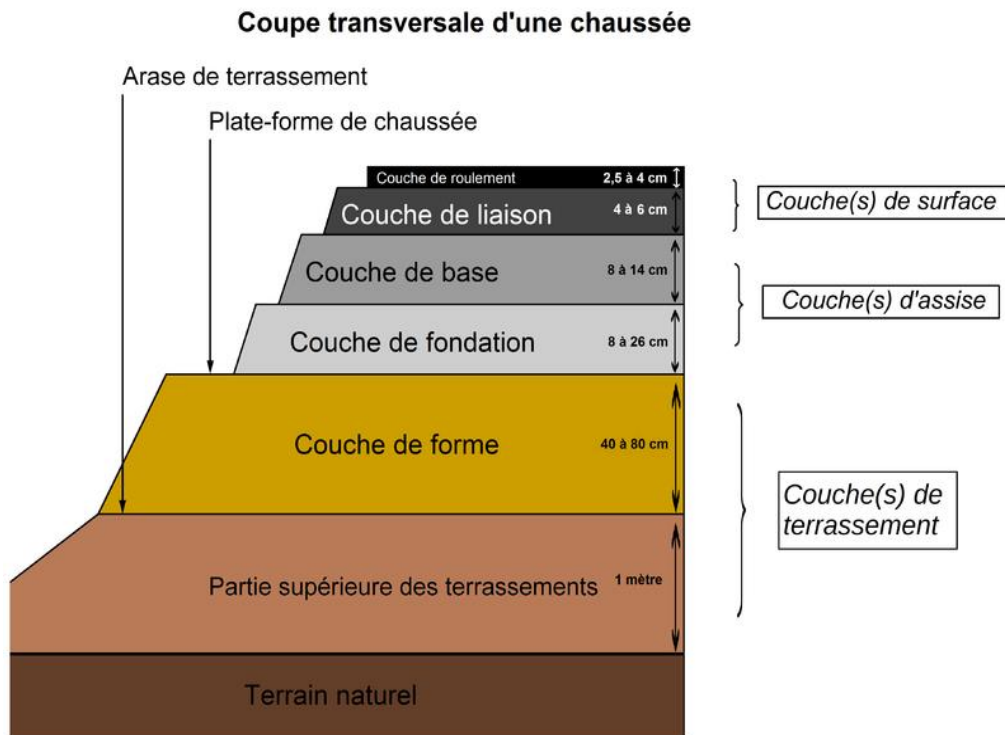 Coupe transversale d'une chaussée
Arase de terrassement
Plate-forme de chaussée
Couche de roulement 2,5 à 4 cm
Couche de liaison 4 à 6 cm
Couche(s) de surface
Couche de base 8 à 14 cm
Couche(s) d'assise
Couche de fondation 8 à 26 cm
Couche de forme 40 à 80 cm
Couche(s) de
terrassement
Partie supérieure des terrassements 1 mètre
Terrain naturel